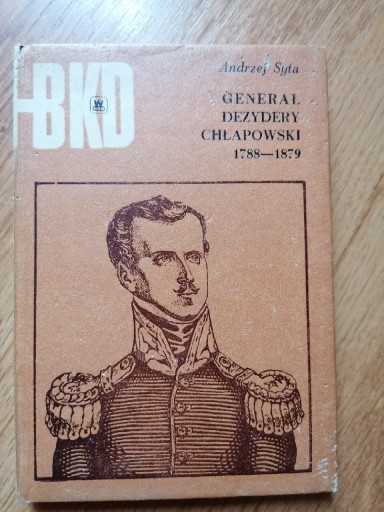 BKD
Andrzej Syta
GENERAŁ
DEZYDERY
CHŁAPOWSKI
1788—1879